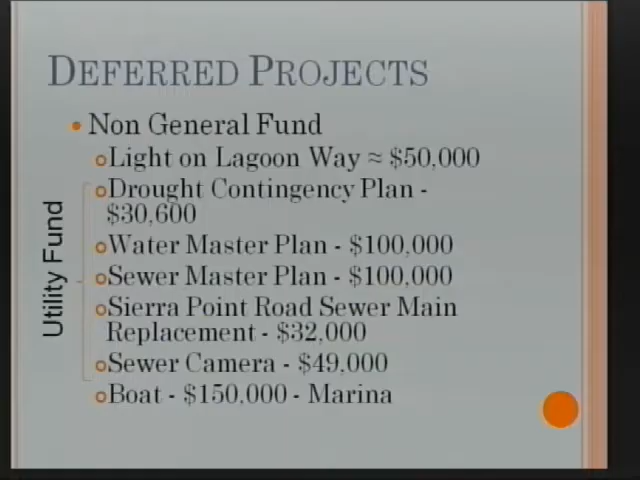 DEFERRED PROJECTS
Non General Fund
Light on Lagoon Way ≈ $50,000
Drought Contingency Plan -
$30,600
Water Master Plan - $100,000
Sewer Master Plan - $100,000
Sierra Point Road Sewer Main
Replacement - $32,000
Sewer Camera - $49,000
Boat - $150,000 - Marina
Utility Fund